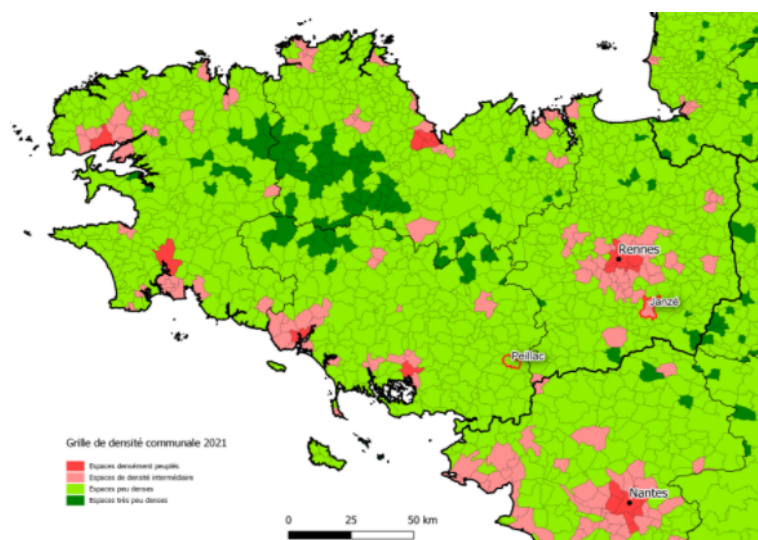 Rennes
Janzé
Peillac
Grille de densité communale 2021
Espaces densément peuplés
Espaces de densité intermédiaire
Espaces peu denses
Espaces très peu denses
Nantes
0 25 50 km